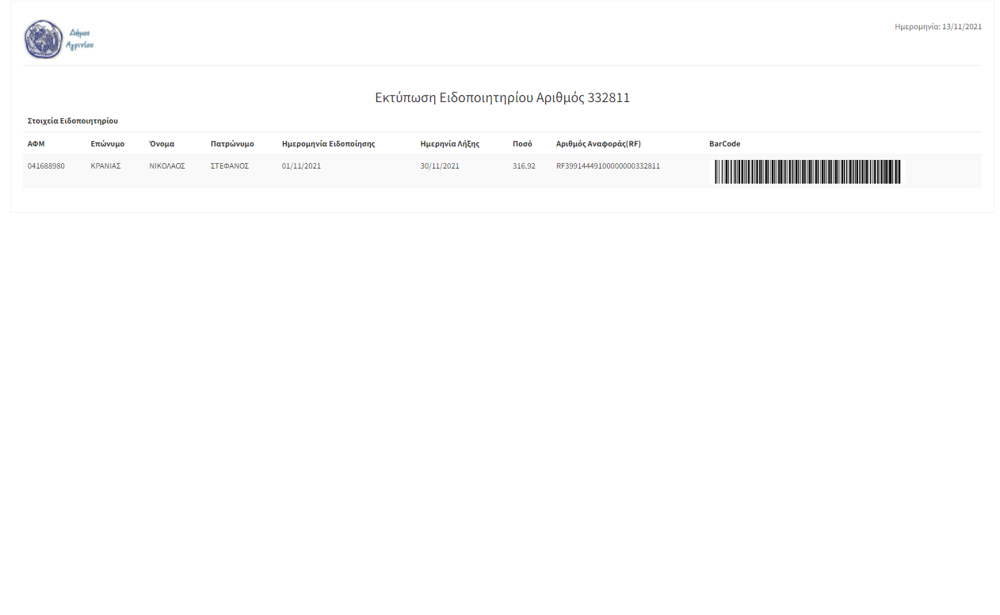 Δήμος
Αγρινίου
Ημερομηνία: 13/11/2021
Εκτύπωση Ειδοποιητηρίου Αριθμός 332811
Στοιχεία Ειδοποιητηρίου
ΑΦΜ Επώνυμο Όνομα Πατρώνυμο Ημερομηνία Ειδοποίησης Ημερηνία Λήξης Ποσό Αριθμός Αναφοράς(RF) BarCode
041688980 ΚΡΑΝΙΑΣ ΝΙΚΟΛΑΟΣ ΣΤΕΦΑΝΟΣ 01/11/2021 30/11/2021 316.92 RF39914449100000000332811